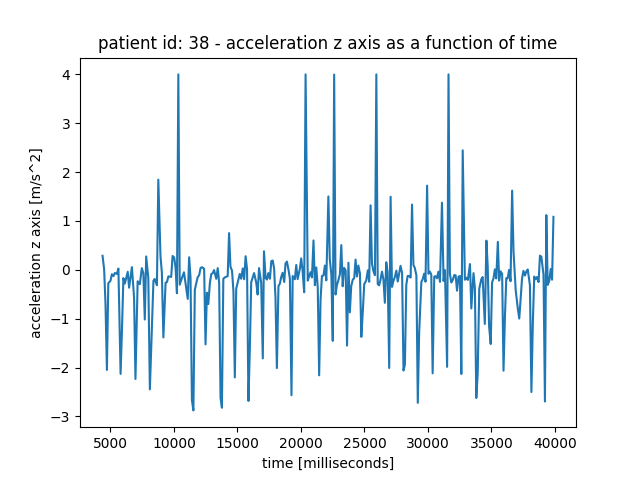 patient id: 38 - acceleration z axis as a function of time
acceleration z axis [m/s^2]
4
3
2
1
0
−1
−2
−3
5000 10000 15000 20000 25000 30000 35000 40000
time [milliseconds]